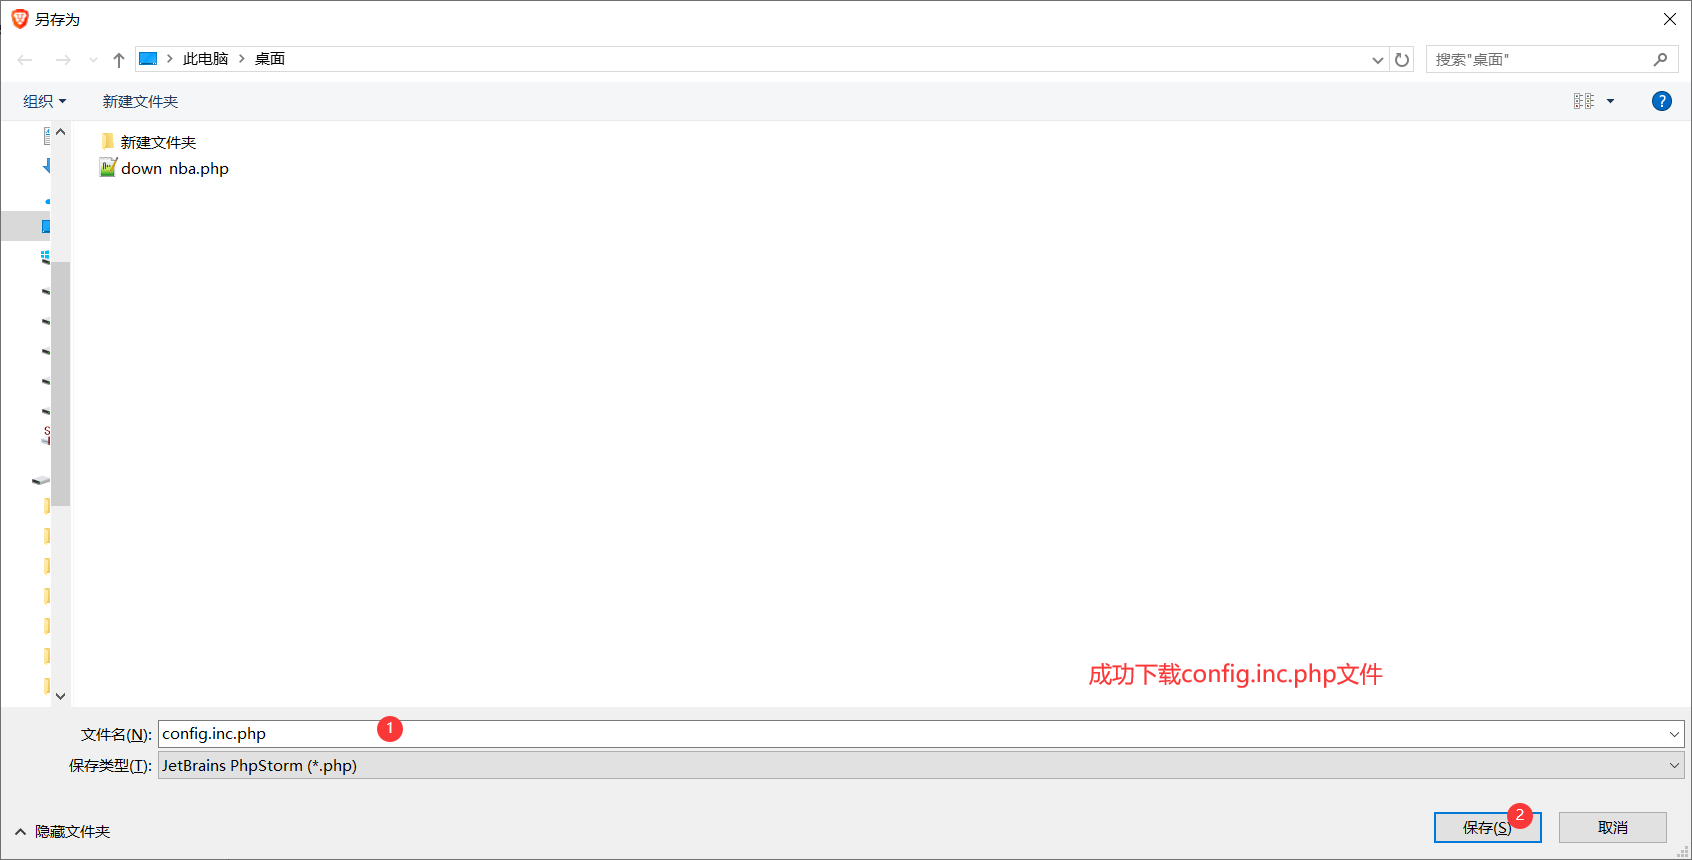 另存为
此电脑 > 桌面
搜索"桌面"
组织
新建文件夹
?
新建文件夹
down nba.php
成功下载config.inc.php文件
文件名(N): config.inc.php
1
保存类型(T): JetBrains PhpStorm (*.php)
隐藏文件夹
保存(S)
2
取消